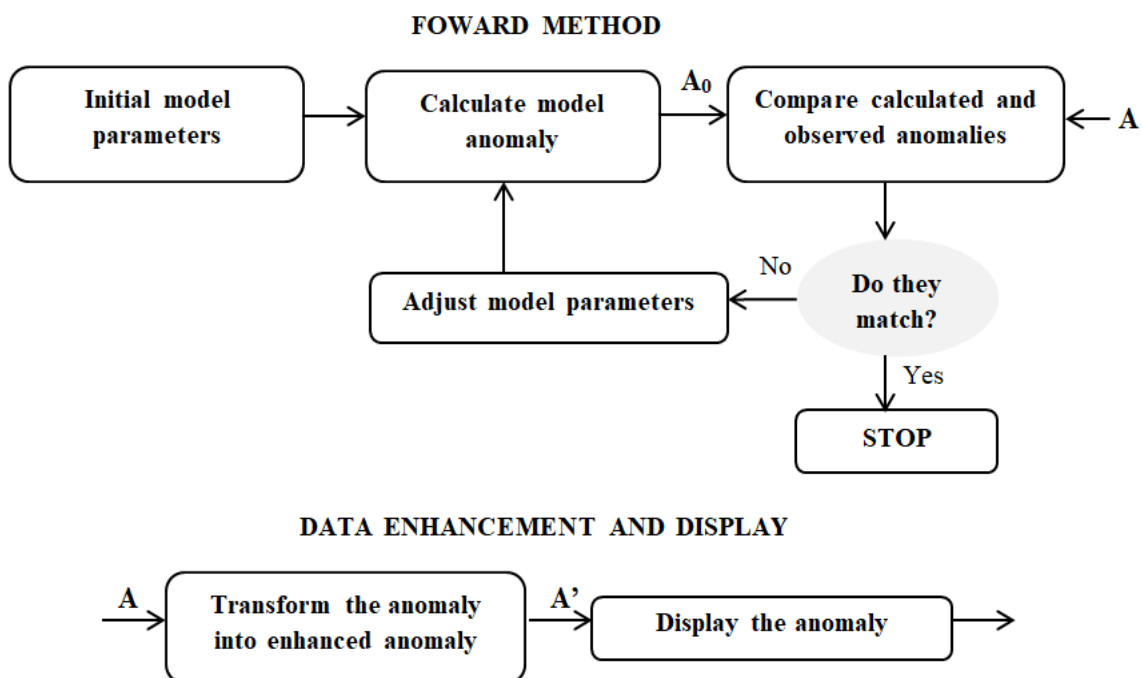 FOWARD METHOD
Initial model
parameters
Calculate model
anomaly
A₀
Compare calculated and
observed anomalies
A
Adjust model parameters
No
Do they
match?
Yes
STOP
DATA ENHANCEMENT AND DISPLAY
A
Transform the anomaly
into enhanced anomaly
A’
Display the anomaly